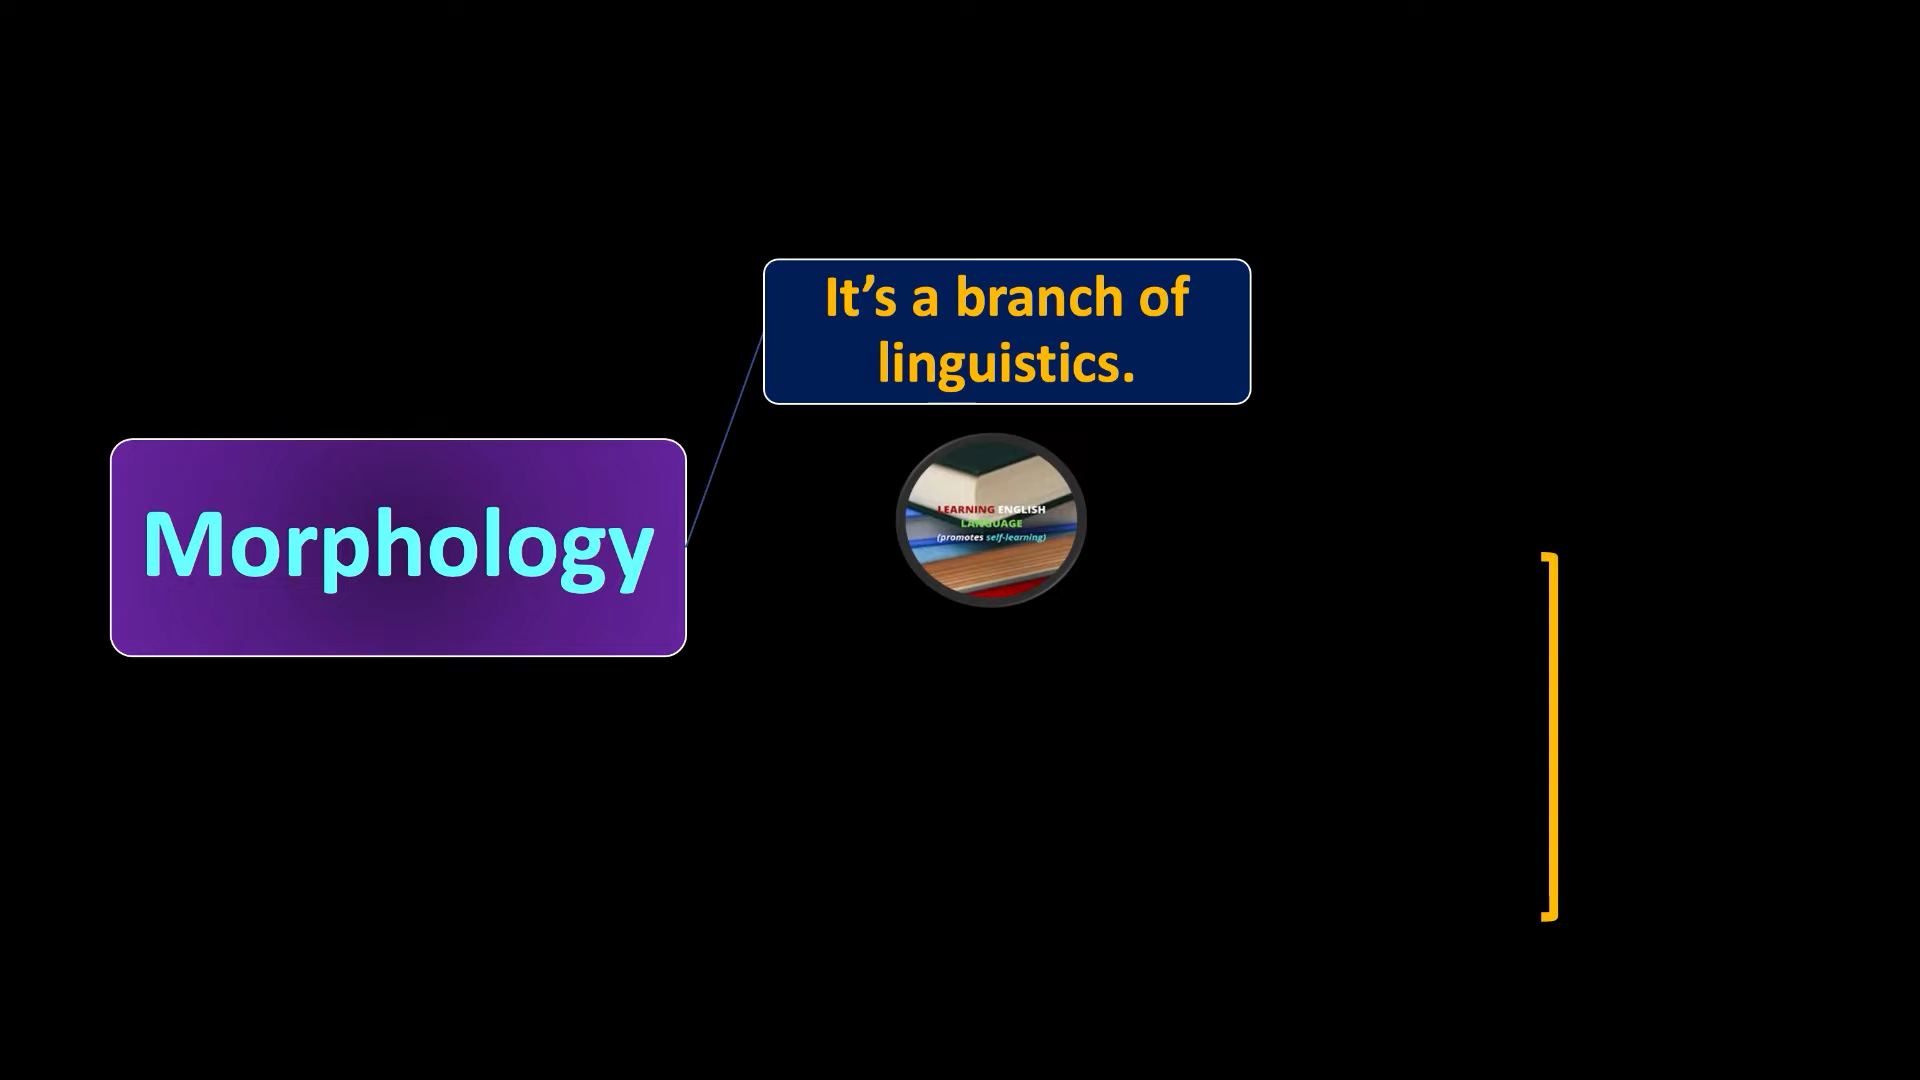 It’s a branch of
linguistics.
Morphology
LEARNING ENGLISH
LANGUAGE
(promotes self-learning)